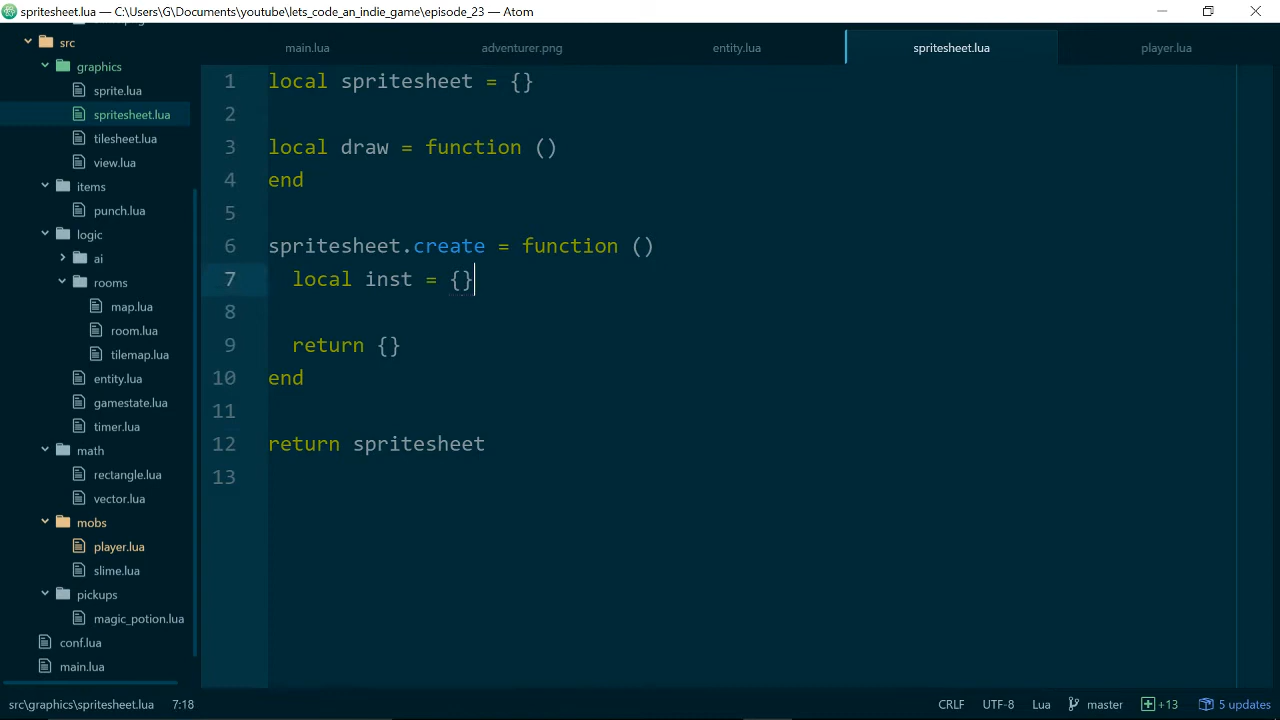 spritesheet.lua — C:\Users\G\Documents\youtube\lets_code_an_indie_game\episode_23 — Atom
src
graphics
sprite.lua
spritesheet.lua
tilesheet.lua
view.lua
items
punch.lua
logic
ai
rooms
map.lua
room.lua
tilemap.lua
entity.lua
gamestate.lua
timer.lua
math
rectangle.lua
vector.lua
mobs
player.lua
slime.lua
pickups
magic_potion.lua
conf.lua
main.lua
main.lua adventurer.png entity.lua spritesheet.lua player.lua
1 local spritesheet = {}
2
3 local draw = function ()
4 end
5
6 spritesheet.create = function ()
7 local inst = {}
8
9 return {}
10 end
11
12 return spritesheet
13
src\graphics\spritesheet.lua 7:18 CRLF UTF-8 Lua master +13 5 updates